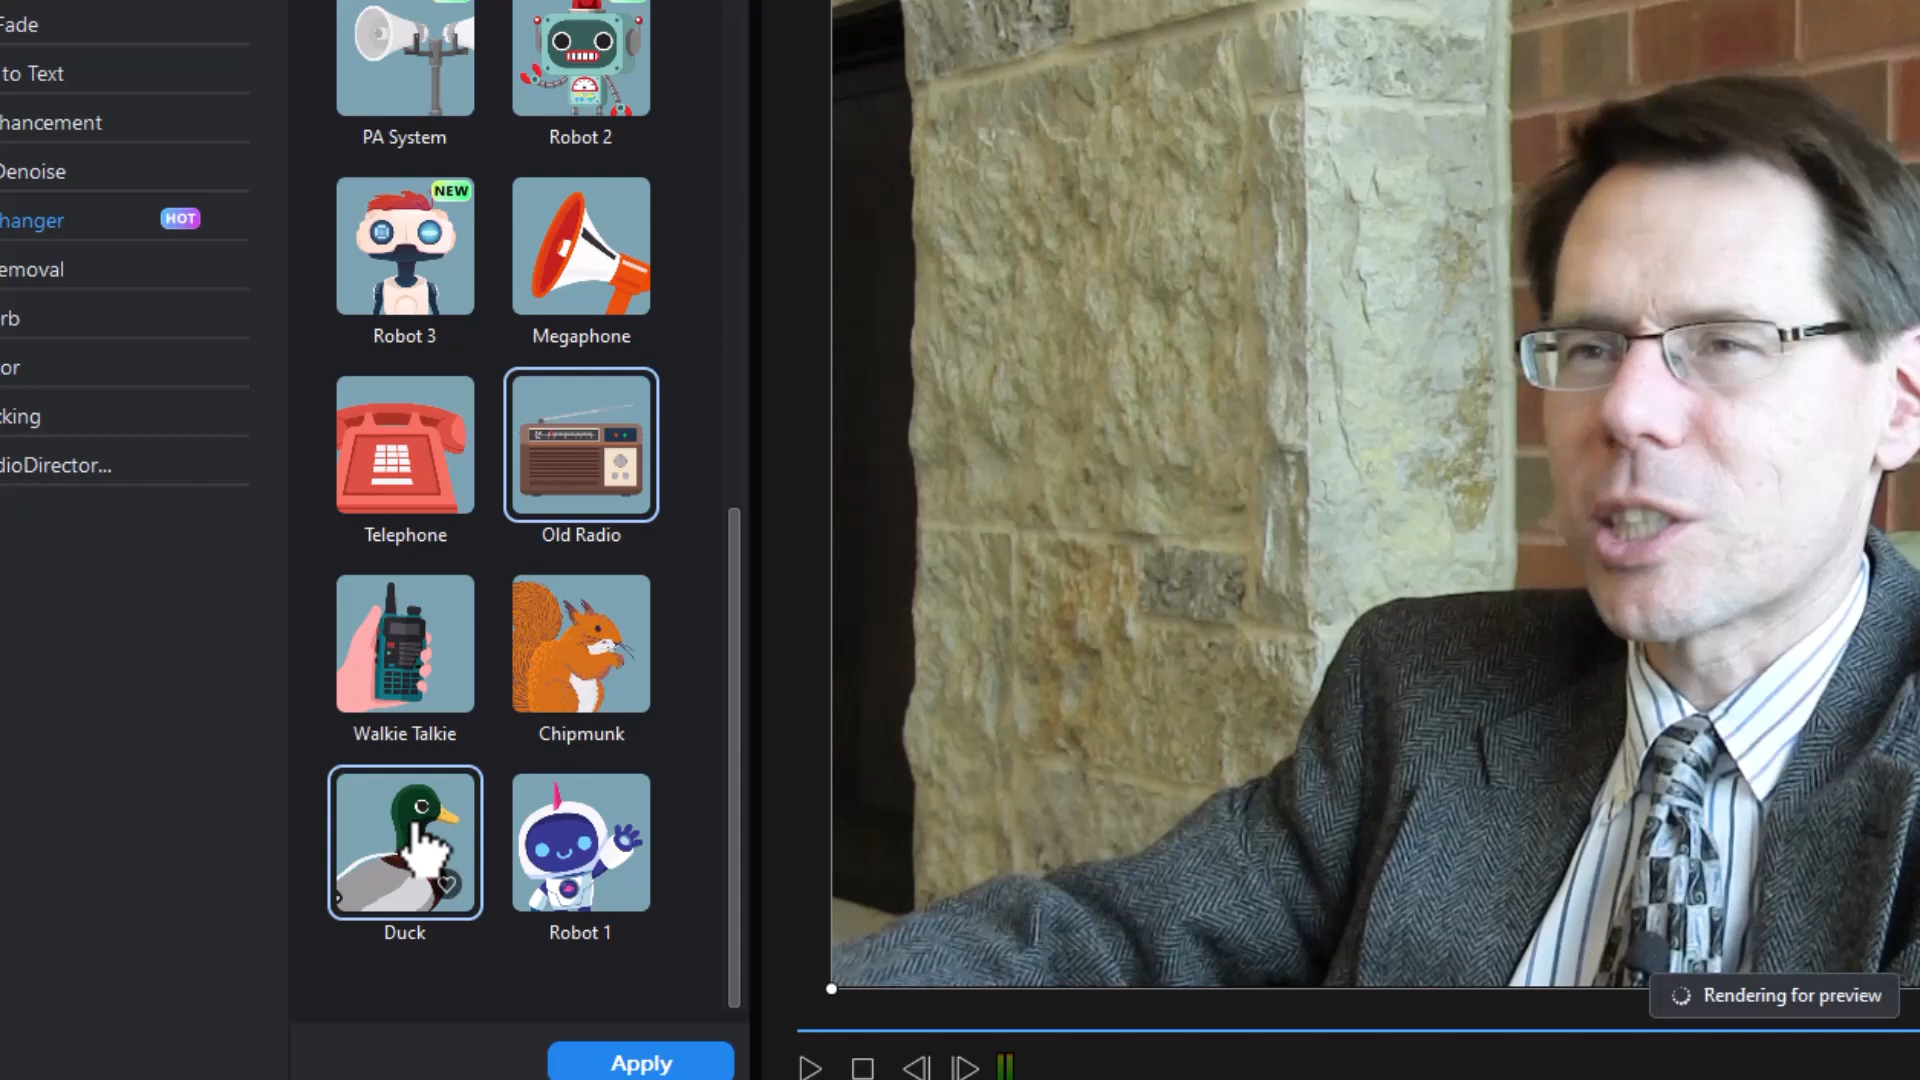 Fade
to Text
hancement
Denoise
hanger
HOT
emoval
rb
or
king
dioDirector...
PA System
Robot 2
NEW
Robot 3
Megaphone
Telephone
Old Radio
Walkie Talkie
Chipmunk
Duck
Robot 1
Apply
Rendering for preview